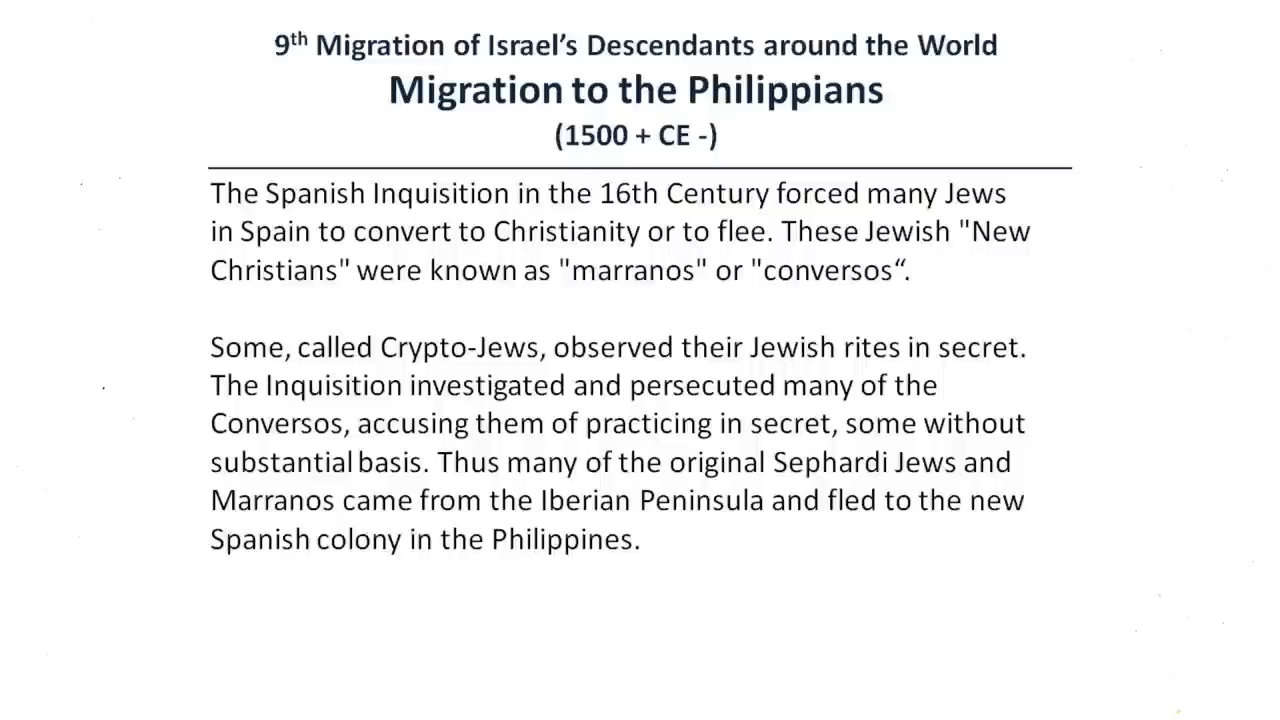 9th Migration of Israel’s Descendants around the World
Migration to the Philippians
(1500 + CE -)
The Spanish Inquisition in the 16th Century forced many Jews
in Spain to convert to Christianity or to flee. These Jewish "New
Christians" were known as "marranos" or "conversos“.
Some, called Crypto-Jews, observed their Jewish rites in secret.
The Inquisition investigated and persecuted many of the
Conversos, accusing them of practicing in secret, some without
substantial basis. Thus many of the original Sephardi Jews and
Marranos came from the Iberian Peninsula and fled to the new
Spanish colony in the Philippines.